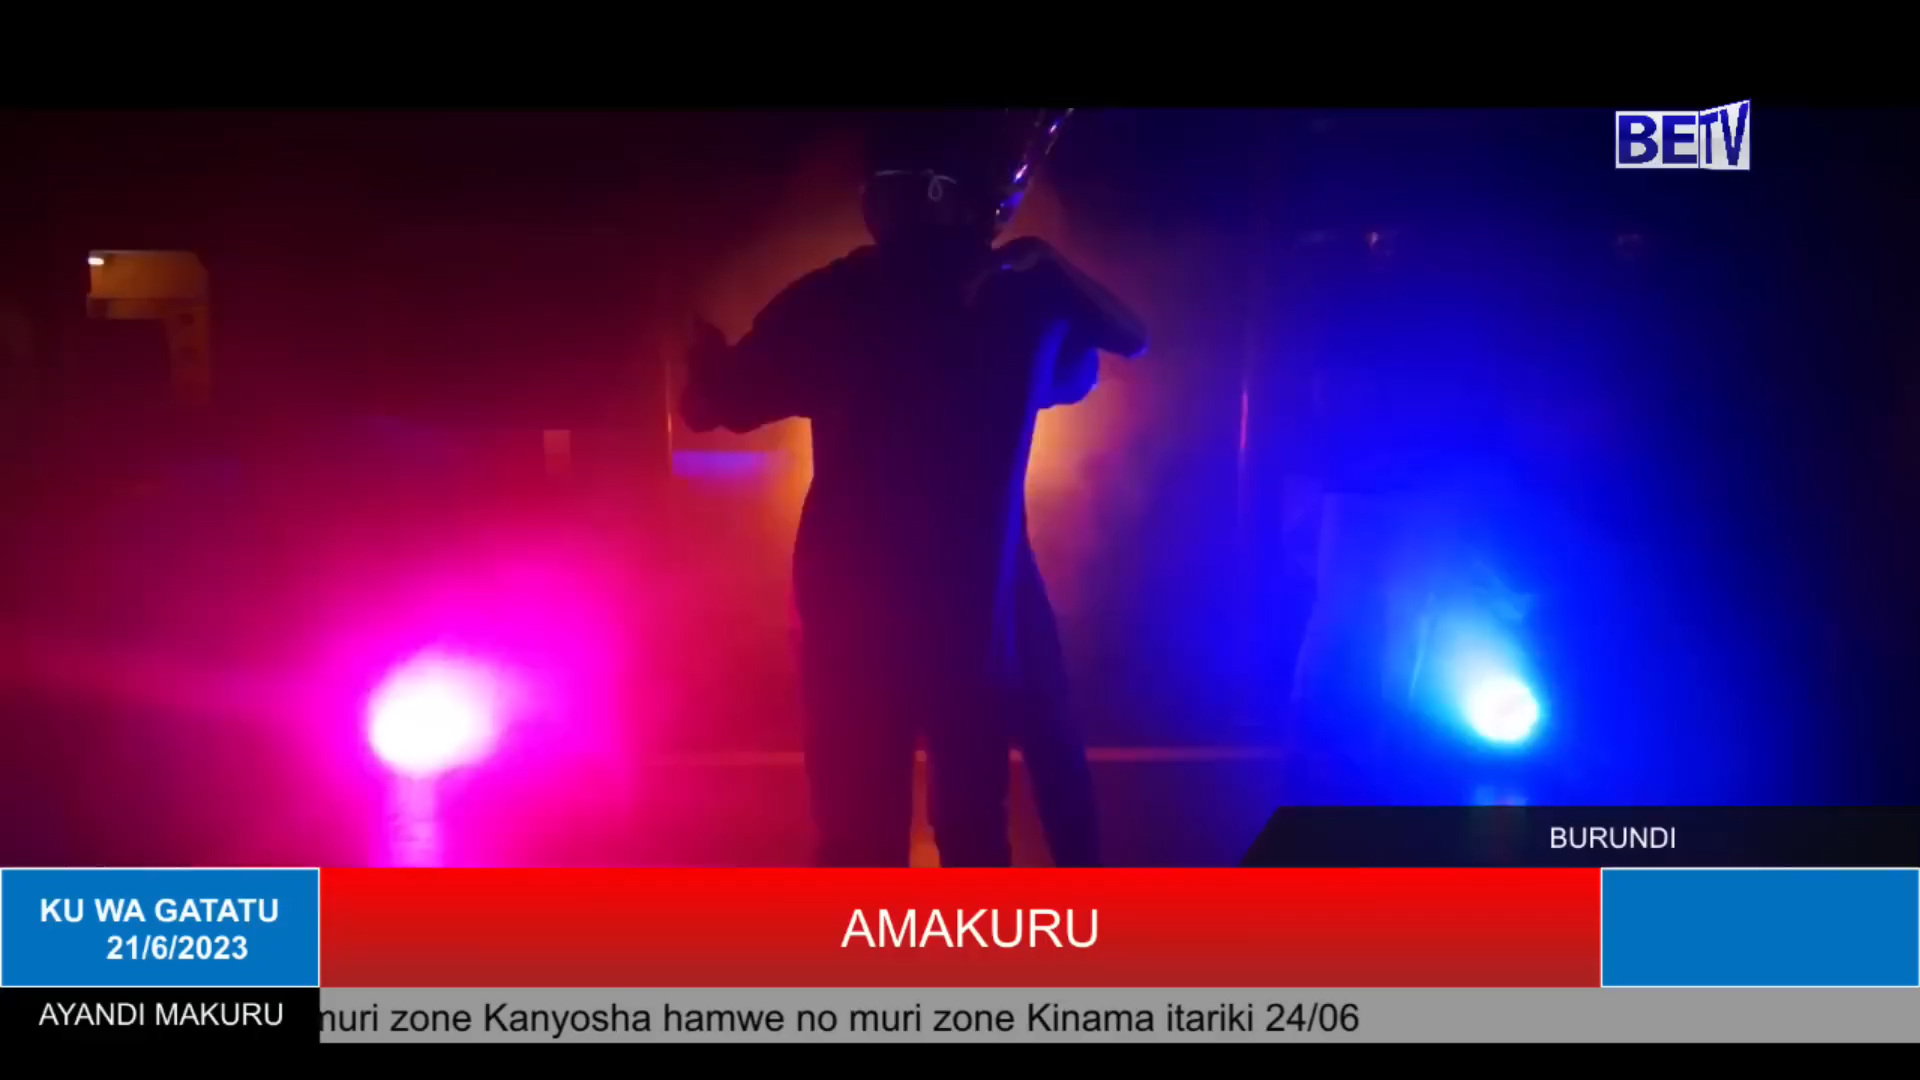 BETV
BURUNDI
KU WA GATATU
21/6/2023
AMAKURU
AYANDI MAKURU
muri zone Kanyosha hamwe no muri zone Kinama itariki 24/06